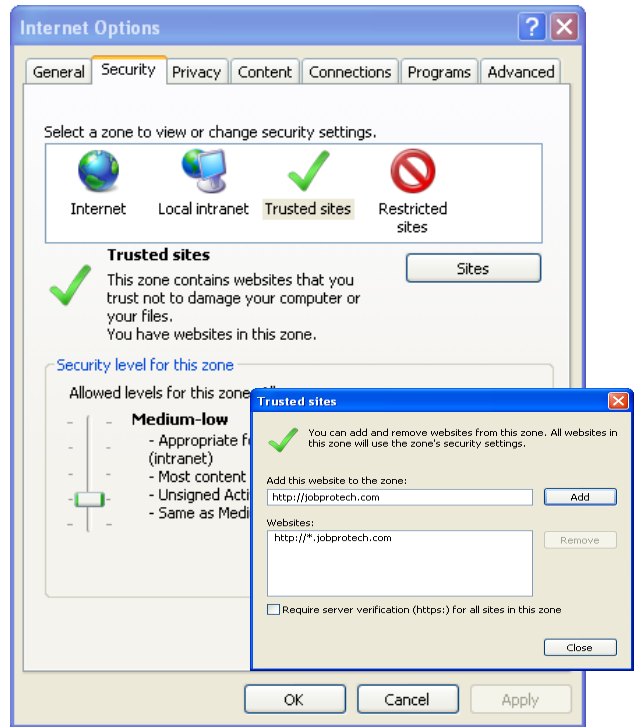 Internet Options
General Security Privacy Content Connections Programs Advanced
Select a zone to view or change security settings.
Internet Local intranet Trusted sites Restricted
sites
Trusted sites
Sites
This zone contains websites that you
trust not to damage your computer or
your files.
You have websites in this zone.
Security level for this zone
Allowed levels for this zone
Medium-low
- Appropriate
(intranet)
- Most content
- Unsigned
- Same as
Trusted sites
You can add and remove websites from this zone. All websites in
this zone will use the zone's security settings.
Add this website to the zone:
http://jobprotech.com
Add
Websites:
http://*.jobprotech.com
Remove
Require server verification (https:) for all sites in this zone
Close
OK Cancel Apply